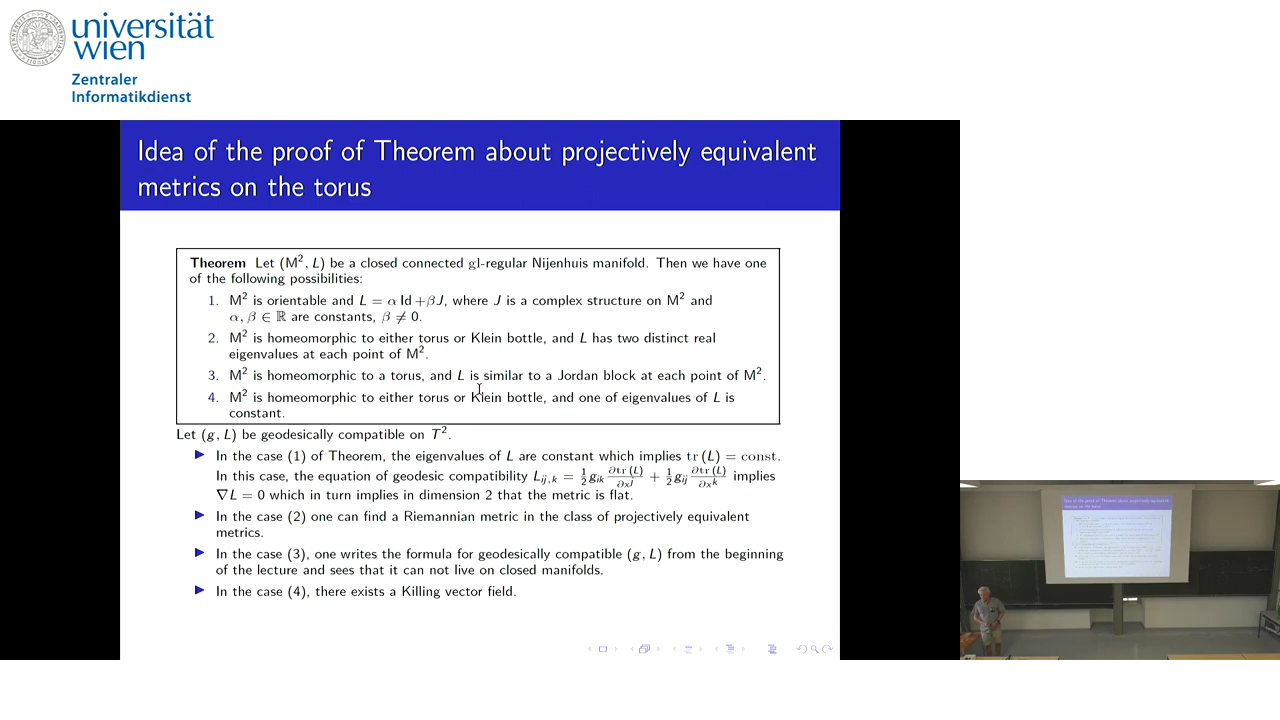 universität
wien
Zentraler
Informatikdienst
Idea of the proof of Theorem about projectively equivalent
metrics on the torus
Theorem Let (M², L) be a closed connected gl-regular Nijenhuis manifold. Then we have one
of the following possibilities:
1. M² is orientable and L = α Id +βJ, where J is a complex structure on M² and
α, β ∈ ℝ are constants, β ≠ 0.
2. M² is homeomorphic to either torus or Klein bottle, and L has two distinct real
eigenvalues at each point of M².
3. M² is homeomorphic to a torus, and L is similar to a Jordan block at each point of M².
4. M² is homeomorphic to either torus or Klein bottle, and one of eigenvalues of L is
constant.
Let (g, L) be geodesically compatible on T².
▶ In the case (1) of Theorem, the eigenvalues of L are constant which implies tr (L) = const.
In this case, the equation of geodesic compatibility L_{ij,k} = ½ g_{ik} ∂tr (L)/∂x^j + ½ g_{ij} ∂tr (L)/∂x^k implies
∇L = 0 which in turn implies in dimension 2 that the metric is flat.
▶ In the case (2) one can find a Riemannian metric in the class of projectively equivalent
metrics.
▶ In the case (3), one writes the formula for geodesically compatible (g, L) from the beginning
of the lecture and sees that it can not live on closed manifolds.
▶ In the case (4), there exists a Killing vector field.